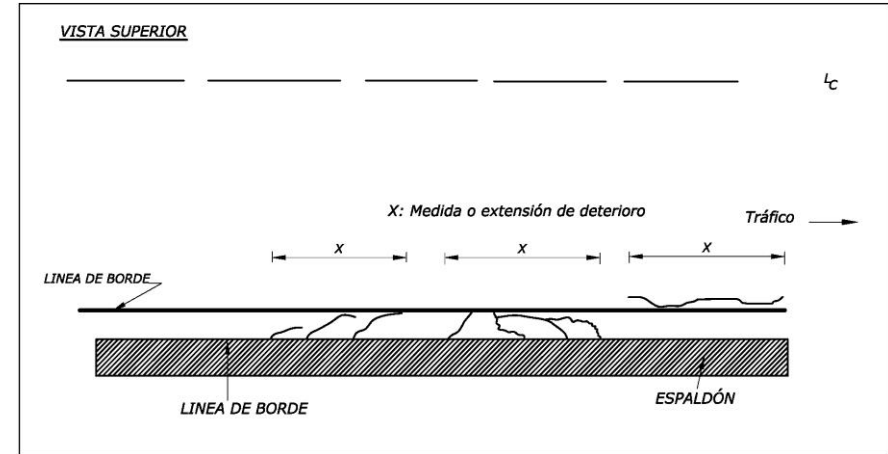 VISTA SUPERIOR
LC
X: Medida o extensión de deterioro
Tráfico
X
X
X
LINEA DE BORDE
LINEA DE BORDE
ESPALDÓN